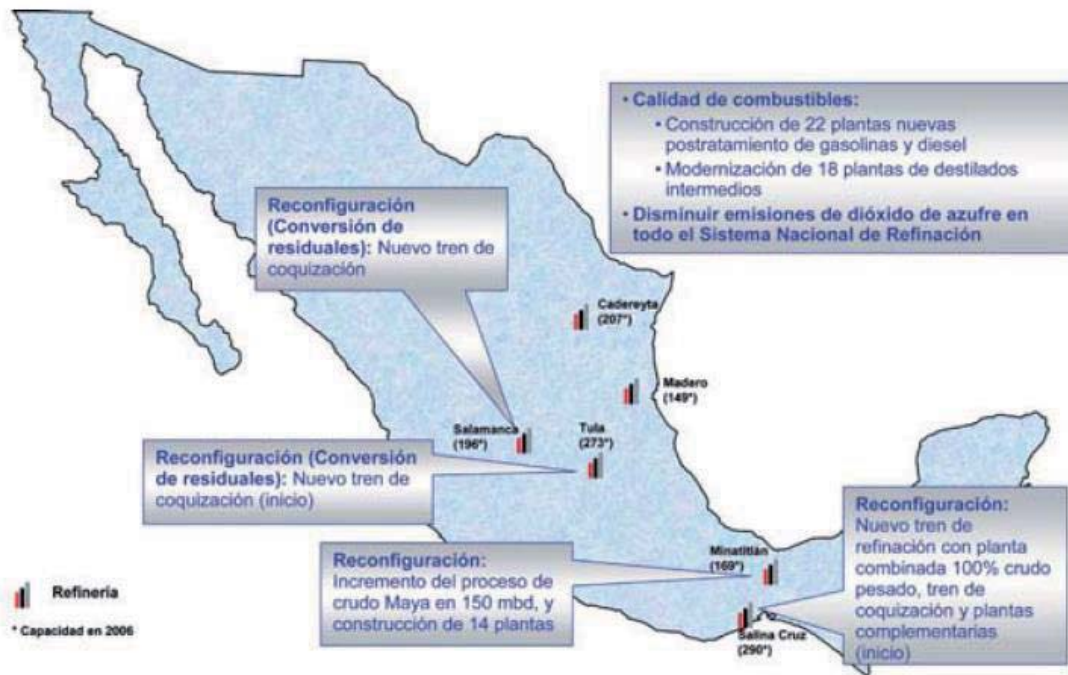 • Calidad de combustibles:
• Construcción de 22 plantas nuevas
postratamiento de gasolinas y diesel
• Modernización de 18 plantas de destilados
intermedios
• Disminuir emisiones de dióxido de azufre en
todo el Sistema Nacional de Refinación
Reconfiguración
(Conversión de
residuales): Nuevo tren de
coquización
Cadereyta
(207*)
Madero
(149*)
Salamanca
(196*)
Tula
(273*)
Reconfiguración (Conversión
de residuales): Nuevo tren de
coquización (inicio)
Reconfiguración:
Nuevo tren de
refinación con planta
combinada 100% crudo
pesado, tren de
coquización y plantas
complementarias
(inicio)
Minatitlán
(169*)
Reconfiguración:
Incremento del proceso de
crudo Maya en 150 mbd, y
construcción de 14 plantas
Salina Cruz
(290*)
Refinería
* Capacidad en 2006